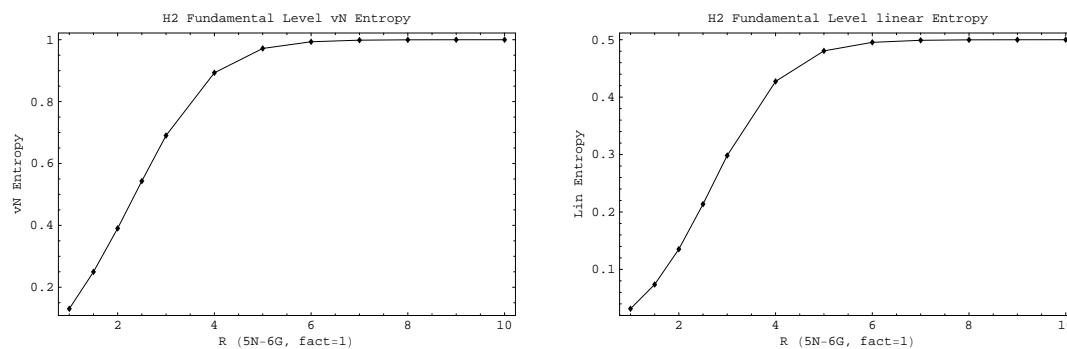 H2 Fundamental Level vN Entropy
1
0.8
0.6
0.4
0.2
vN Entropy
2 4 6 8 10
R (5N-6G, fact=1)
H2 Fundamental Level linear Entropy
0.5
0.4
0.3
0.2
0.1
Lin Entropy
2 4 6 8 10
R (5N-6G, fact=1)